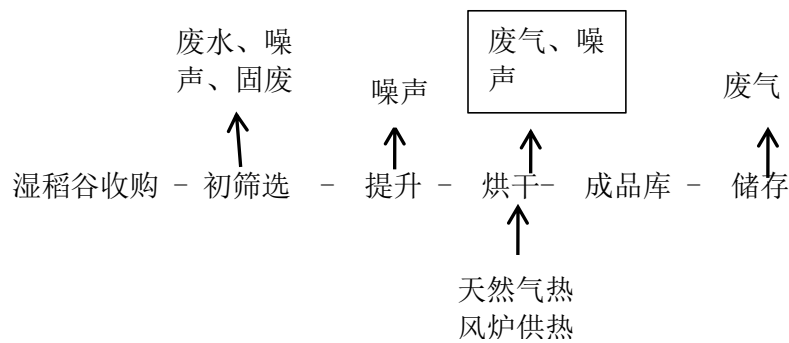 废水、噪
声、固废
噪声
废气、噪
声
废气
湿稻谷收购 - 初筛选 - 提升 - 烘干- 成品库 - 储存
天然气热
风炉供热